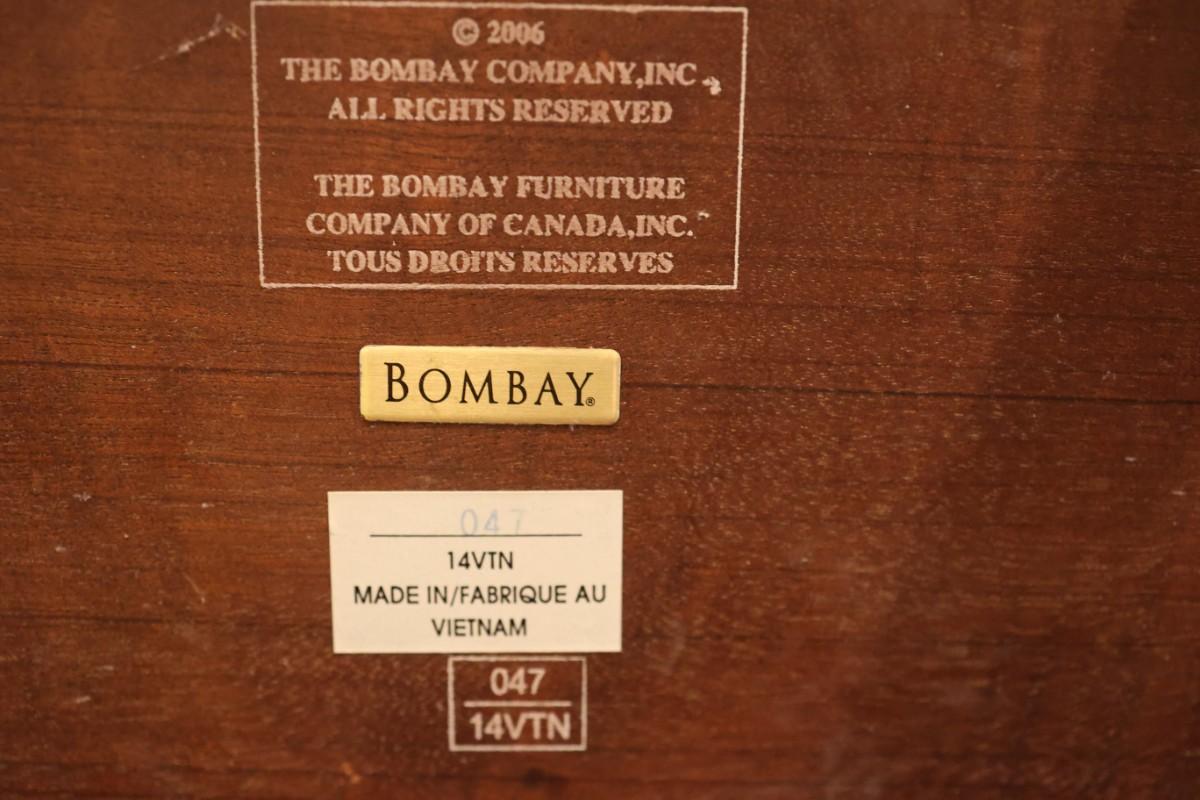 © 2006
THE BOMBAY COMPANY,INC.
ALL RIGHTS RESERVED
THE BOMBAY FURNITURE
COMPANY OF CANADA,INC.
TOUS DROITS RESERVES
BOMBAY®
047
14VTN
MADE IN/FABRIQUE AU
VIETNAM
047
14VTN